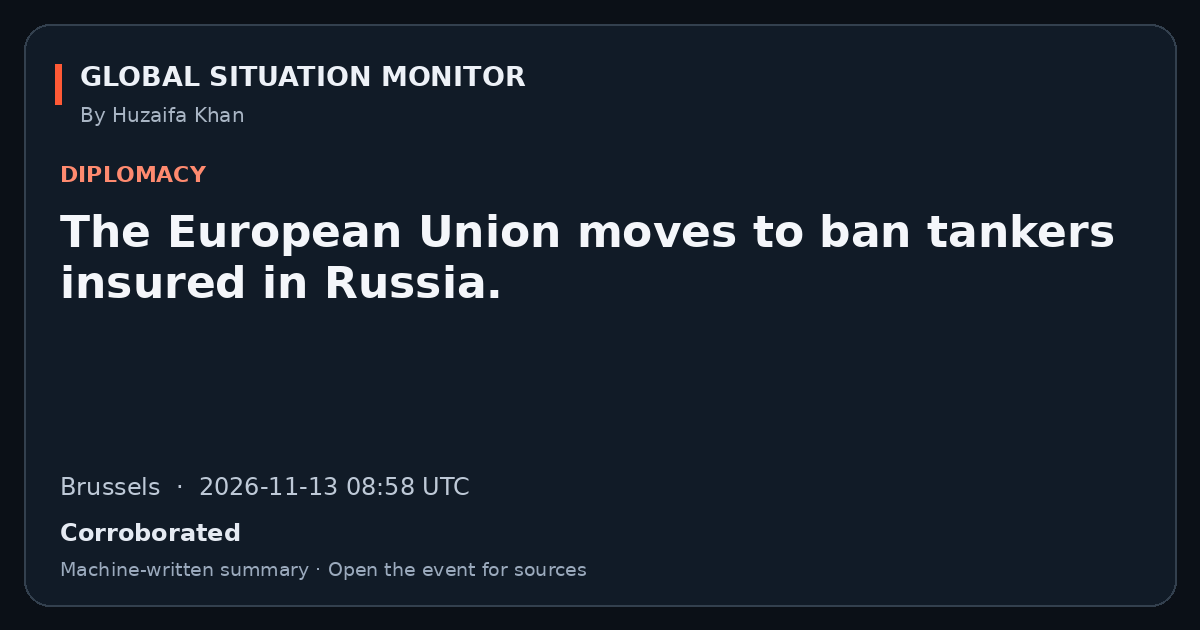 GLOBAL SITUATION MONITOR
By Huzaifa Khan
DIPLOMACY
The European Union moves to ban tankers
insured in Russia.
Brussels · 2026-11-13 08:58 UTC
Corroborated
Machine-written summary · Open the event for sources